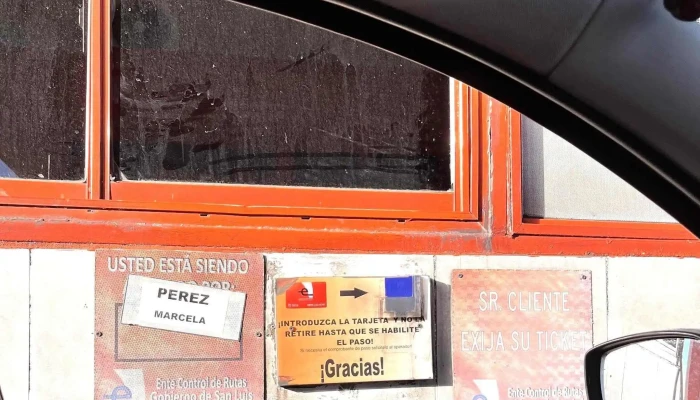 USTED ESTÁ SIENDO
POR:
PEREZ
MARCELA
Ente Control de Rutas
Gobierno de San Luis
e
¡INTRODUZCA LA TARJETA Y NO LA
RETIRE HASTA QUE SE HABILITE
EL PASO!
¡Gracias!
SR CLIENTE
EXIJA SU TICKET
Ente Control de Rutas